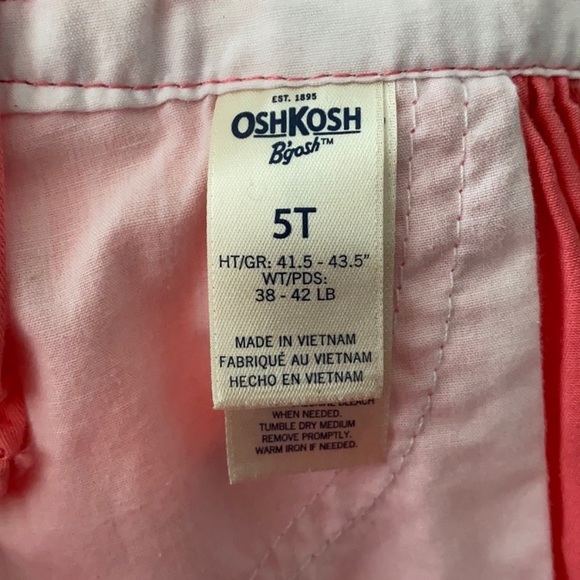 EST. 1895
OSHKOSH
B'gosh™
5T
HT/GR: 41.5 - 43.5"
WT/PDS:
38 - 42 LB
MADE IN VIETNAM
FABRIQUÉ AU VIETNAM
HECHO EN VIETNAM
BLEACH
WHEN NEEDED.
TUMBLE DRY MEDIUM
REMOVE PROMPTLY.
WARM IRON IF NEEDED.